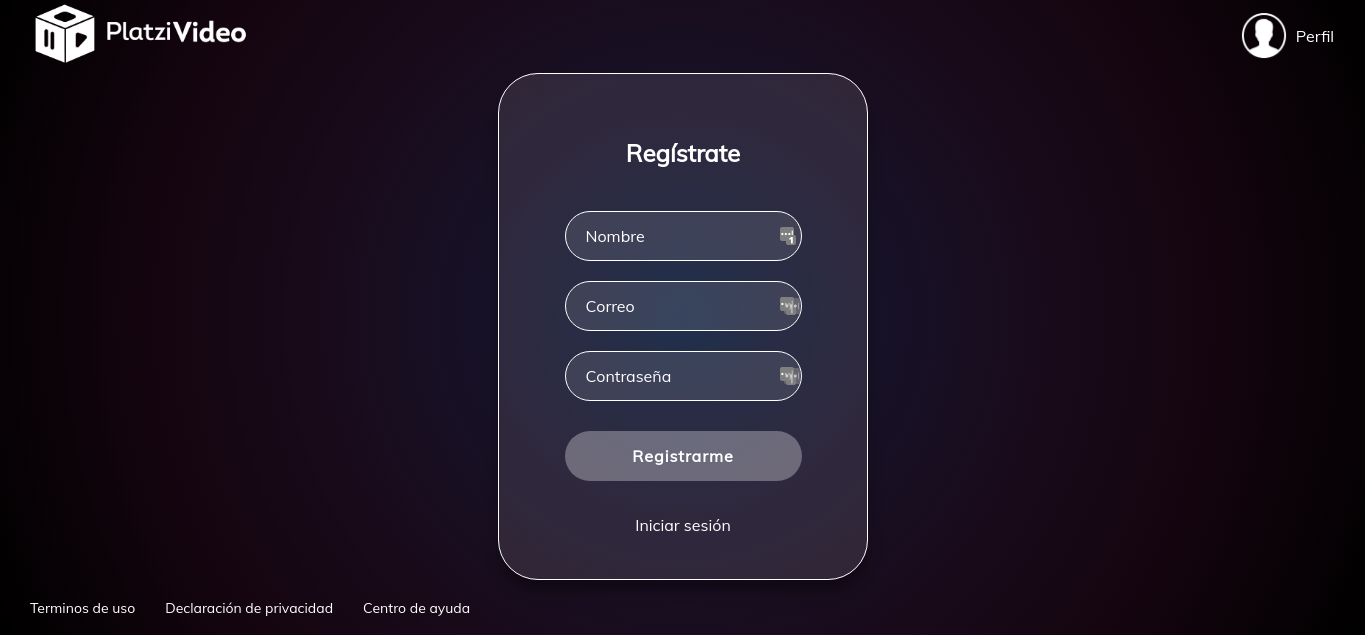 PlatziVideo
Perfil
Regístrate
Nombre
Correo
Contraseña
Registrarme
Iniciar sesión
Terminos de uso
Declaración de privacidad
Centro de ayuda